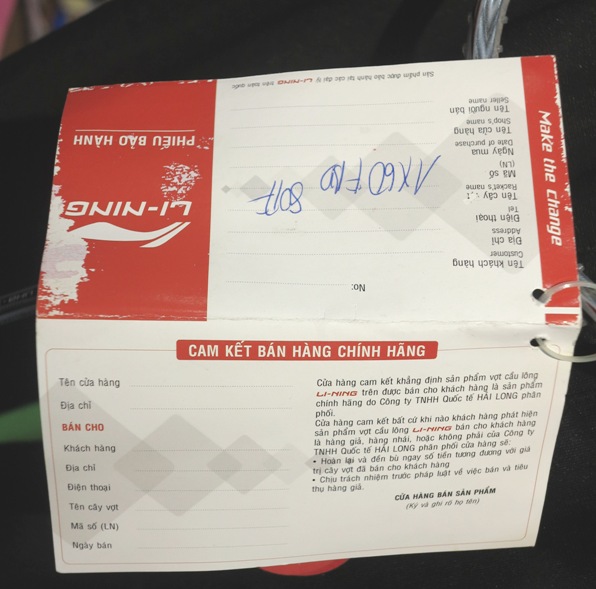 LI-NING
PHIẾU BẢO HÀNH
Make the Change
No:
Tên khách hàng
Customer
Địa chỉ
Address
Điện thoại
Tel
Tên cây vợt
Racket's name
Mã số
(LN)
Ngày mua
Date of purchase
Tên cửa hàng
Shop's name
Tên người bán
Seller name
Sản phẩm được bảo hành tại các đại lý LI-NING trên toàn quốc
CAM KẾT BÁN HÀNG CHÍNH HÃNG
Tên cửa hàng
Địa chỉ
BÁN CHO
Khách hàng
Địa chỉ
Điện thoại
Tên cây vợt
Mã số (LN)
Ngày bán
Cửa hàng cam kết khẳng định sản phẩm vợt cầu lông
LI-NING trên được bán cho khách hàng là sản phẩm
chính hãng do Công ty TNHH Quốc tế HẢI LONG phân
phối.
Cửa hàng cam kết bất cứ khi nào khách hàng phát hiện
sản phẩm vợt cầu lông LI-NING bán cho khách hàng
là hàng giả, hàng nhái, hoặc không phải của Công ty
TNHH Quốc tế HẢI LONG phân phối cửa hàng sẽ:
• Hoàn lại và đền bù ngay số tiền tương đương với giá
trị cây vợt đã bán cho khách hàng
• Chịu trách nhiệm trước pháp luật về việc bán và tiêu
thụ hàng giả.
CỬA HÀNG BÁN SẢN PHẨM
(Ký và ghi rõ họ tên)